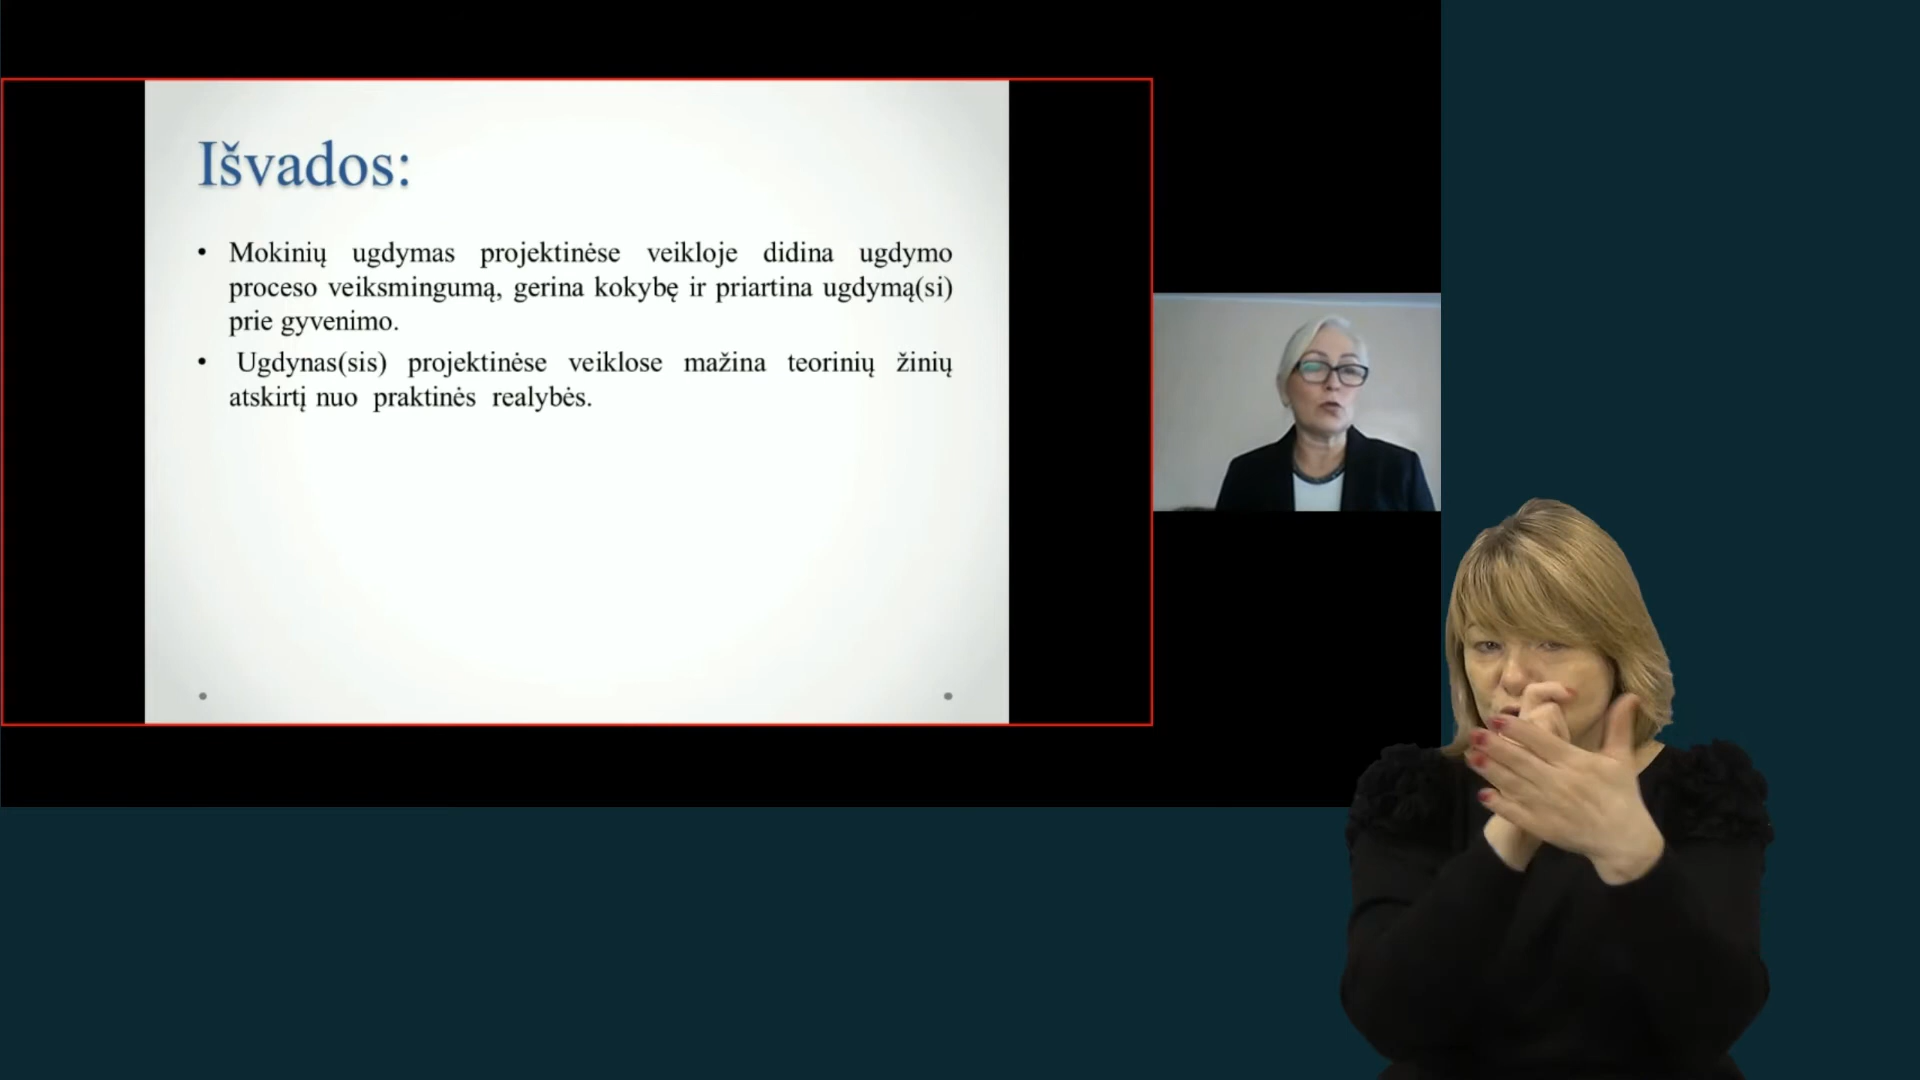 Išvados:
• Mokinių ugdymas projektinėse veikloje didina ugdymo
proceso veiksmingumą, gerina kokybę ir priartina ugdymą(si)
prie gyvenimo.
• Ugdynas(sis) projektinėse veiklose mažina teorinių žinių
atskirtį nuo praktinės realybės.